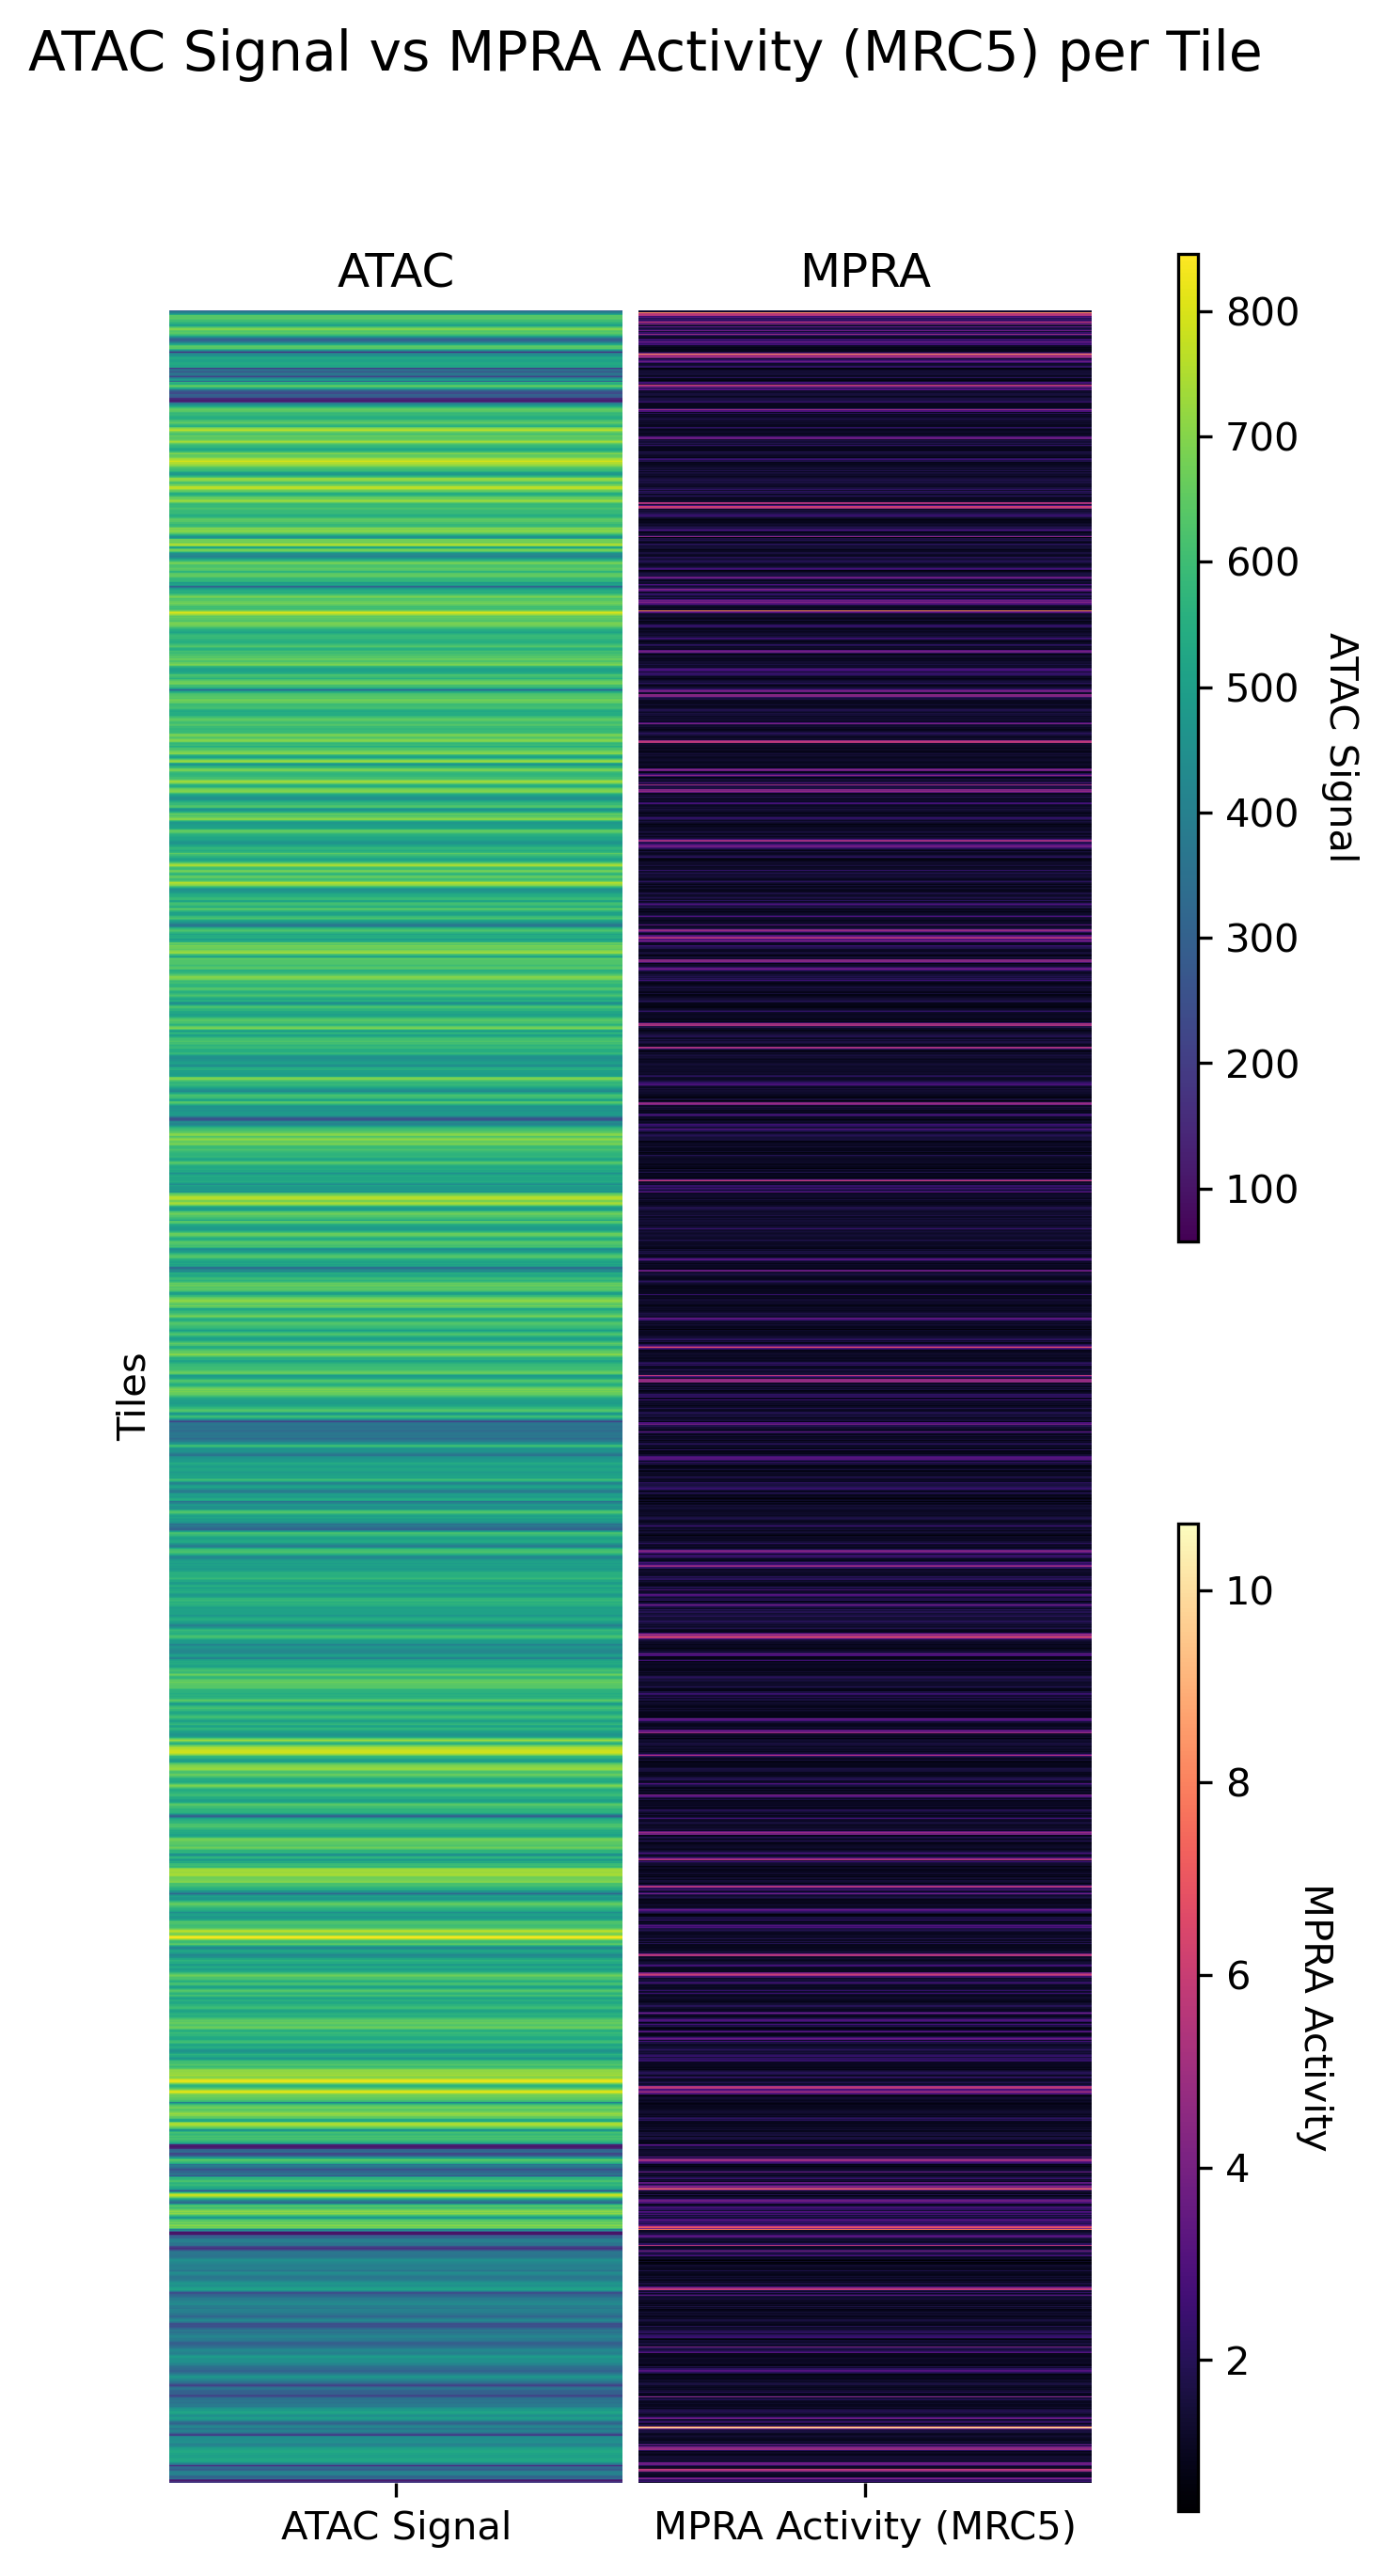 ATAC Signal vs MPRA Activity (MRC5) per Tile
ATAC
MPRA
Tiles
ATAC Signal
MPRA Activity (MRC5)
800
700
600
500
400
300
200
100
ATAC Signal
10
8
6
4
2
MPRA Activity